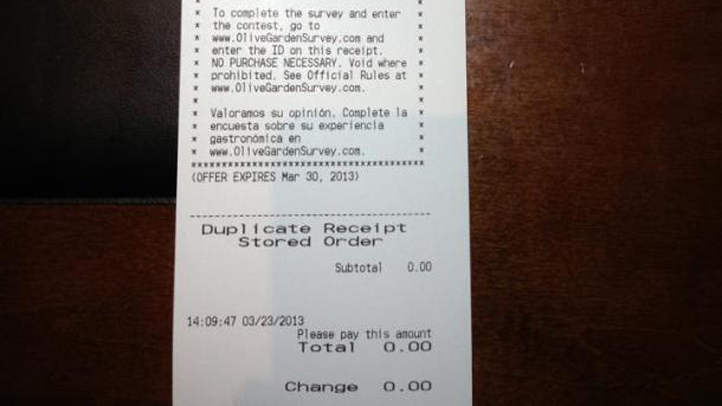 * *
* To complete the survey and enter *
* the contest, go to *
* www.OliveGardenSurvey.com and *
* enter the ID on this receipt. *
* NO PURCHASE NECESSARY. Void where *
* prohibited. See Official Rules at *
* www.OliveGardenSurvey.com. *
* *
* Valoramos su opinión. Complete la *
* encuesta sobre su experiencia *
* gastronómica en *
* www.OliveGardenSurvey.com. *
****************************************
(OFFER EXPIRES Mar 30, 2013)
----------------------------------------
Duplicate Receipt
Stored Order
Subtotal 0.00
14:09:47 03/23/2013
Please pay this amount
Total 0.00
Change 0.00